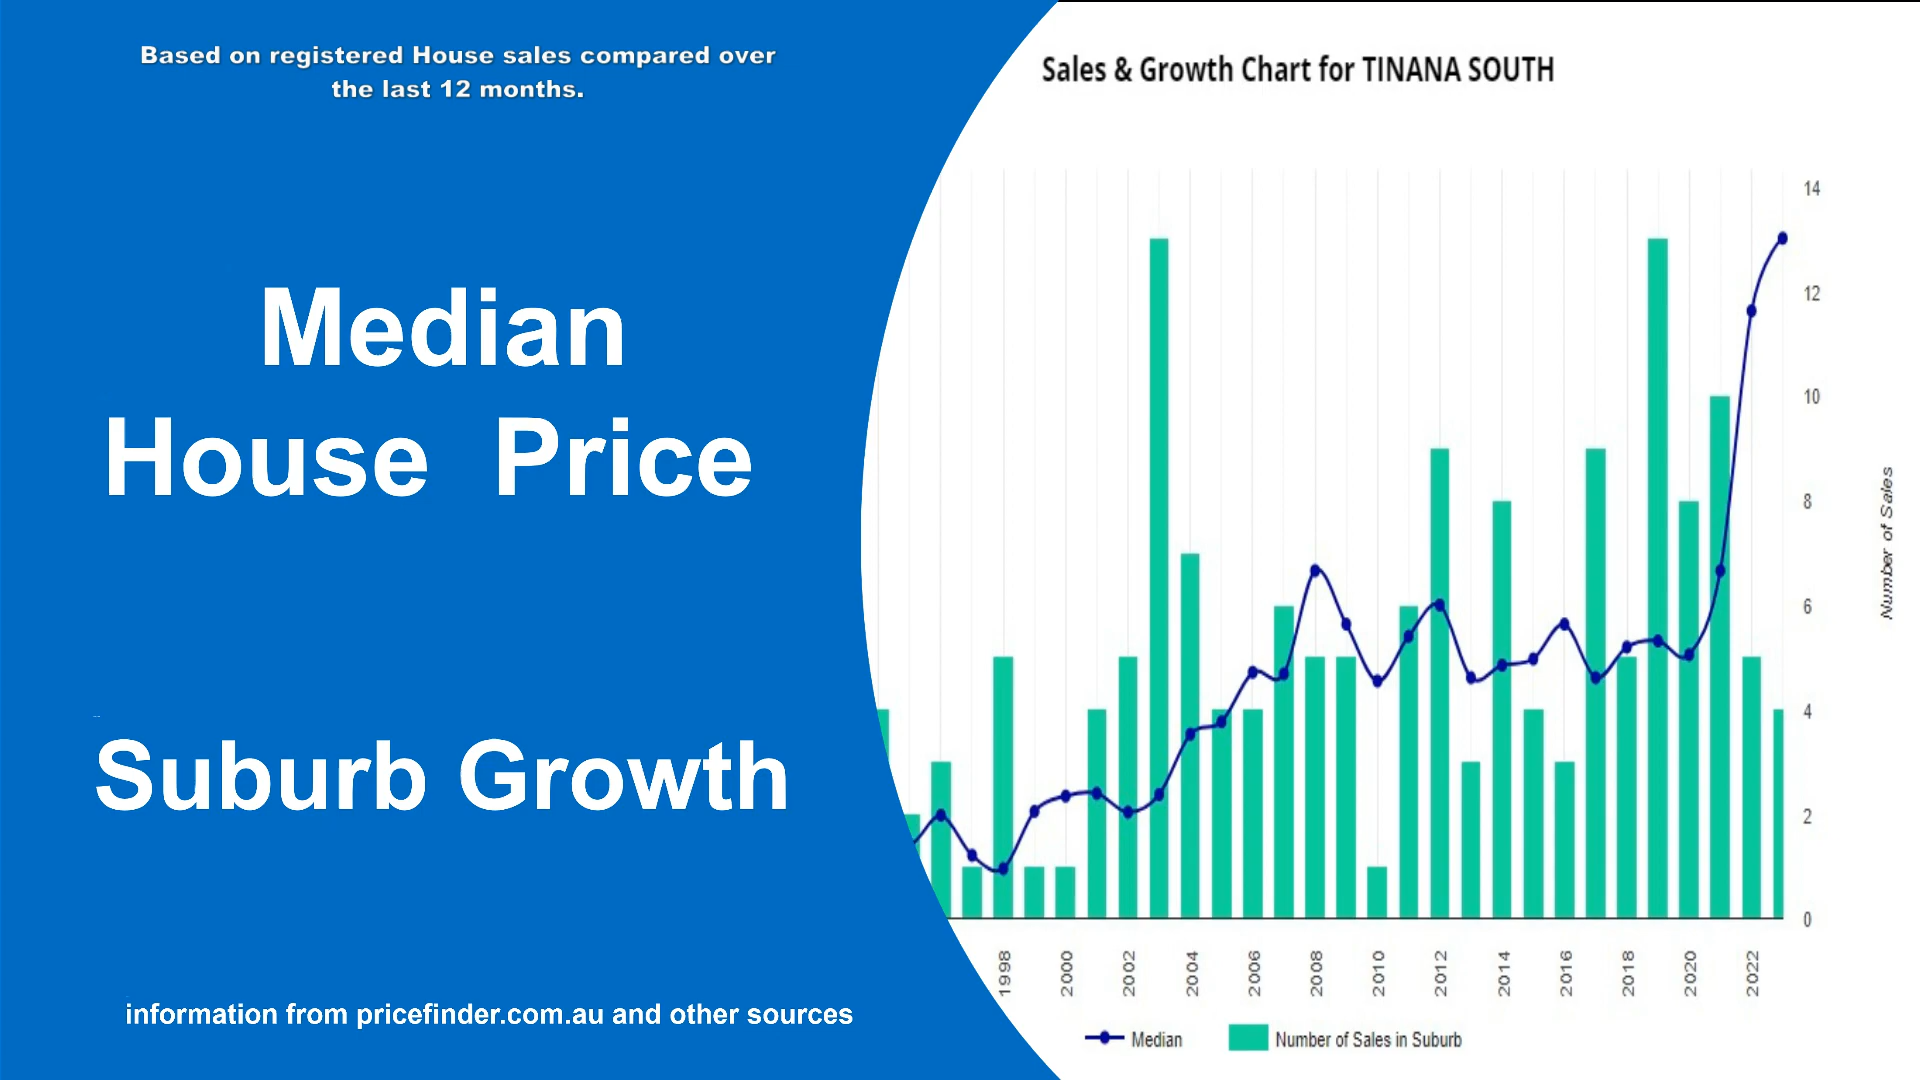 Based on registered House sales compared over
the last 12 months.
Median
House Price
Suburb Growth
information from pricefinder.com.au and other sources
Sales & Growth Chart for TINANA SOUTH
14
12
10
8
6
4
2
0
Number of Sales
1998
2000
2002
2004
2006
2008
2010
2012
2014
2016
2018
2020
2022
Median
Number of Sales in Suburb